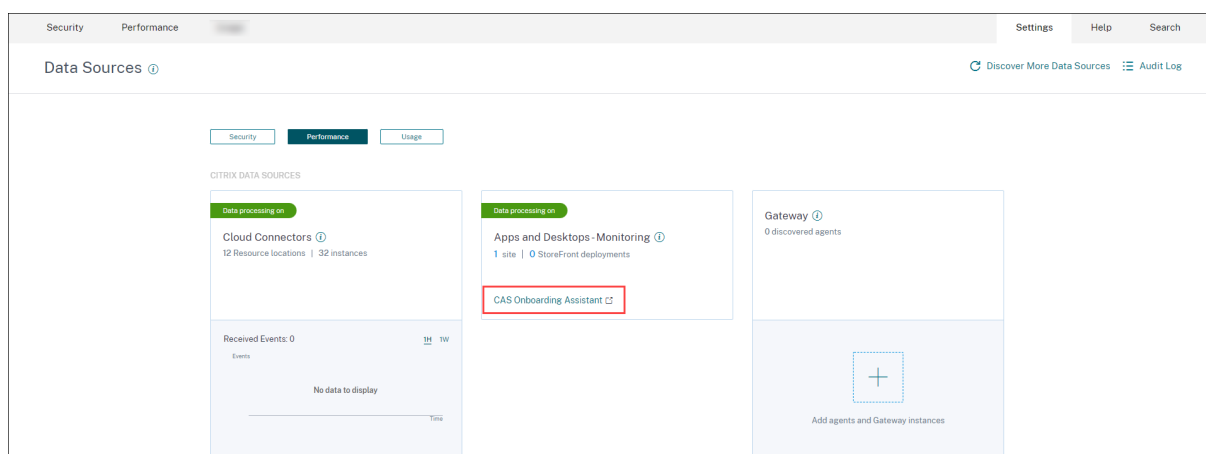 Security Performance Settings Help Search
Data Sources
Discover More Data Sources Audit Log
Security Performance Usage
CITRIX DATA SOURCES
Data processing on
Cloud Connectors
12 Resource locations | 32 instances
Received Events: 0 1H 1W
Events
No data to display
Time
Data processing on
Apps and Desktops - Monitoring
1 site | 0 StoreFront deployments
CAS Onboarding Assistant
Gateway
0 discovered agents
Add agents and Gateway instances